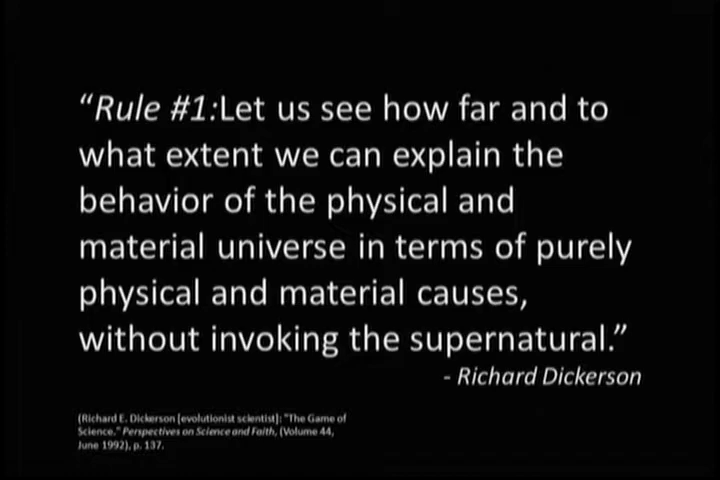 “Rule #1:Let us see how far and to
what extent we can explain the
behavior of the physical and
material universe in terms of purely
physical and material causes,
without invoking the supernatural.”
- Richard Dickerson
(Richard E. Dickerson [evolutionist scientist]: "The Game of
Science." Perspectives on Science and Faith, (Volume 44,
June 1992), p. 137.